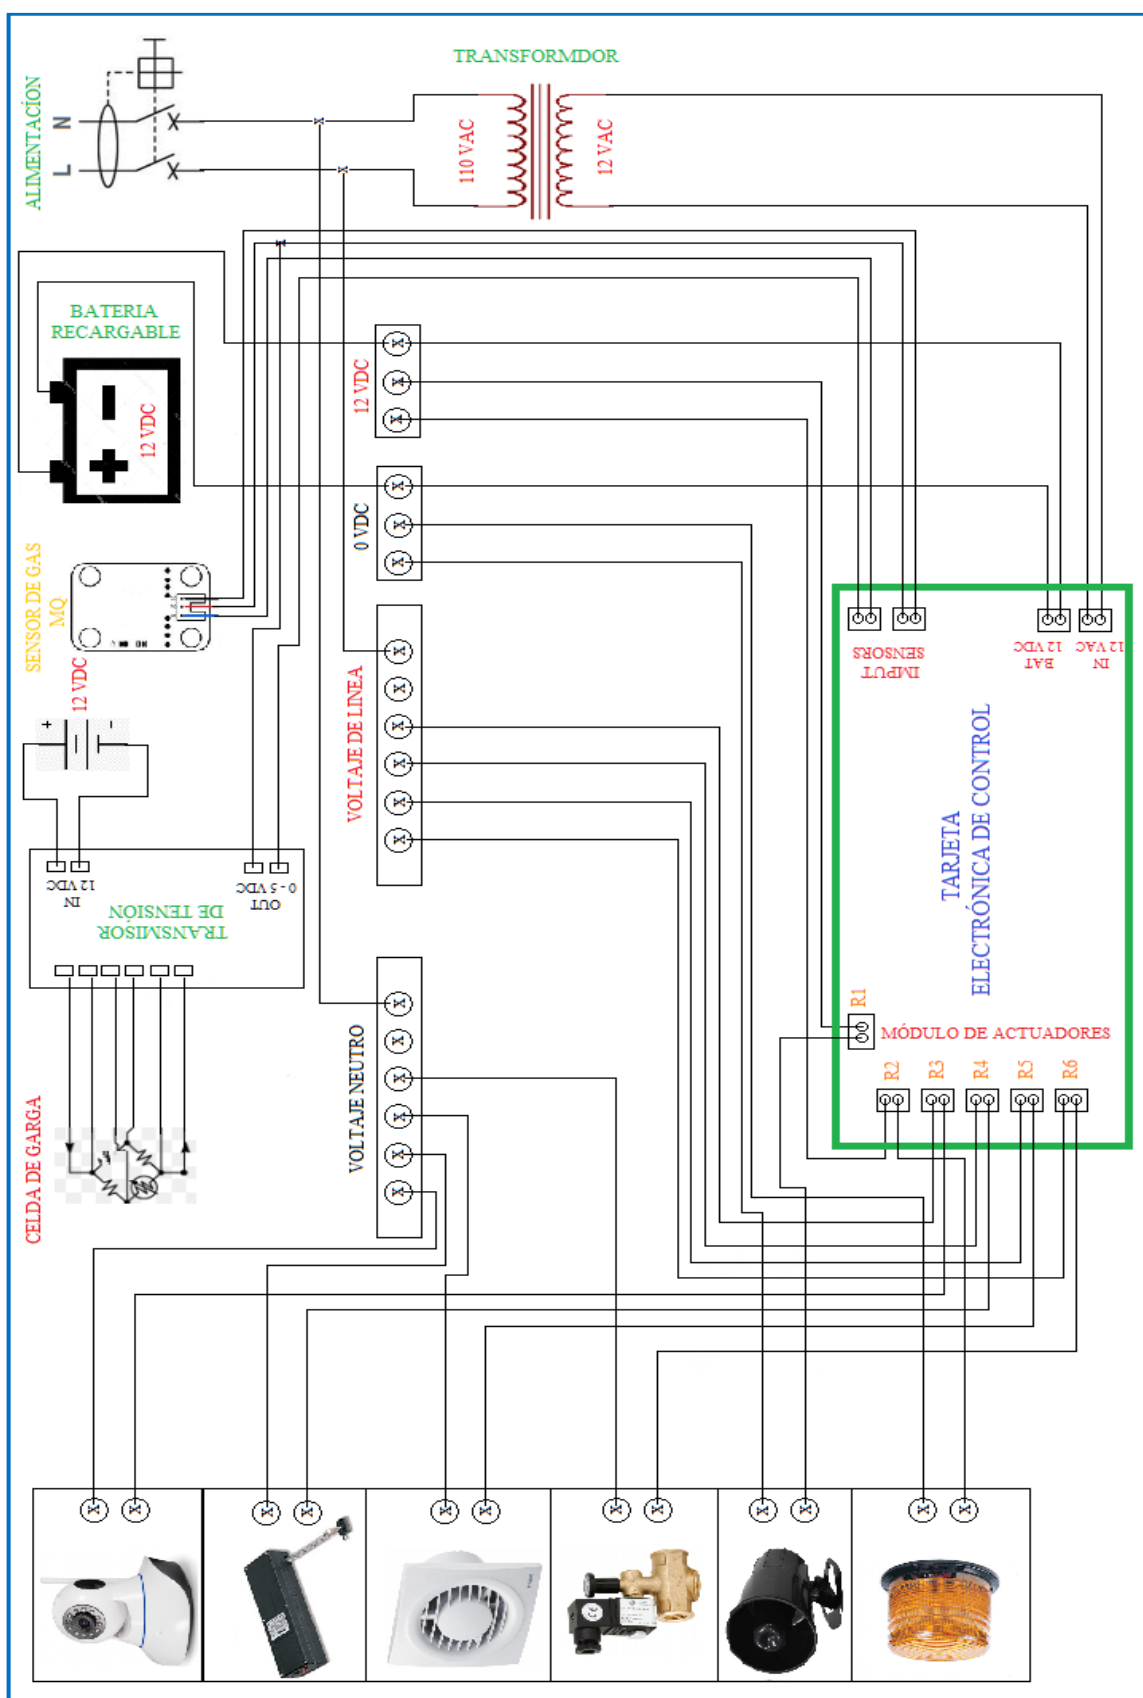 TRANSFORMDOR
ALIMENTACIÓN
N
L
110 VAC
12 VAC
BATERIA
RECARGABLE
12 VDC
12 VDC
0 VDC
SENSOR DE GAS
MQ
12 VDC
+
-
VOLTAJE DE LINEA
IMPUT
SENSORS
BAT
12 VDC
IN
12 VAC
TARJETA
ELECTRÓNICA DE CONTROL
IN
12 VDC
OUT
0 - 5 VDC
TRANSMISOR
DE TENSIÓN
VOLTAJE NEUTRO
R1
MÓDULO DE ACTUADORES
R2
R3
R4
R5
R6
CELDA DE GARGA